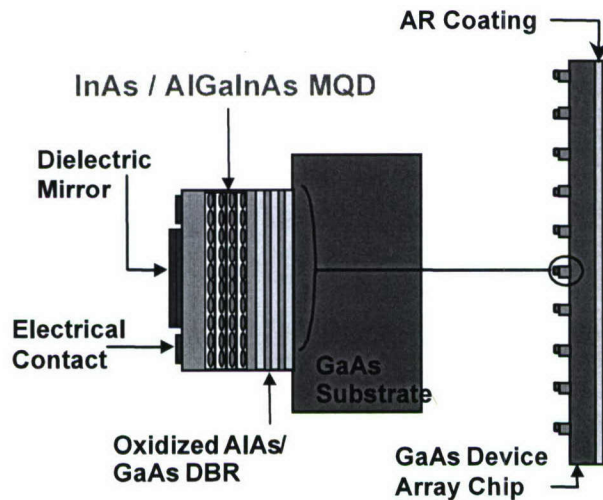 AR Coating
InAs / AlGaInAs MQD
Dielectric
Mirror
Electrical
Contact
GaAs
Substrate
Oxidized AlAs/
GaAs DBR
GaAs Device
Array Chip